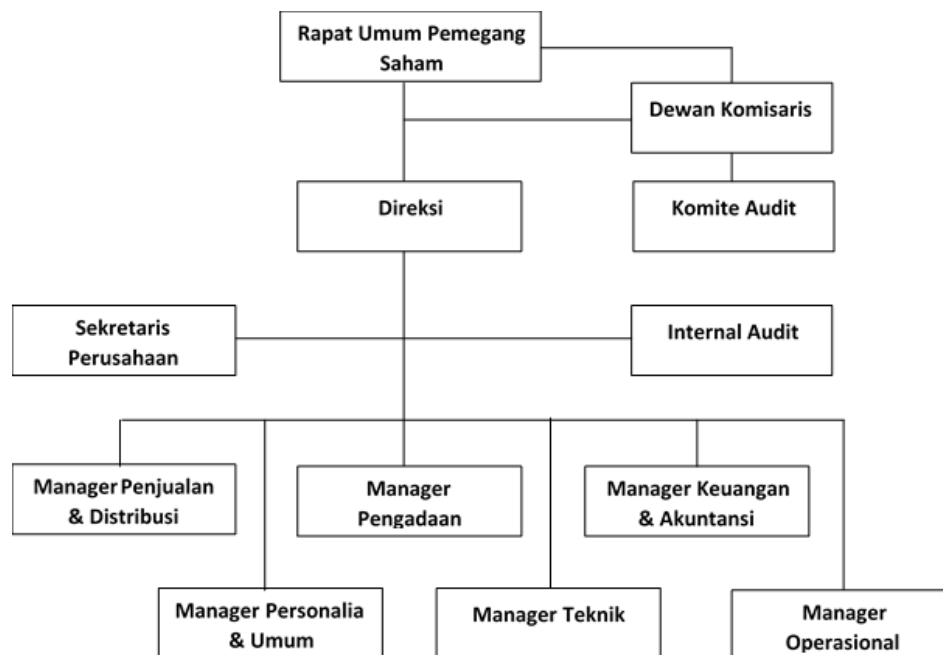 Rapat Umum Pemegang
Saham
Dewan Komisaris
Direksi
Komite Audit
Sekretaris
Perusahaan
Internal Audit
Manager Penjualan
& Distribusi
Manager
Pengadaan
Manager Keuangan
& Akuntansi
Manager Personalia
& Umum
Manager Teknik
Manager
Operasional